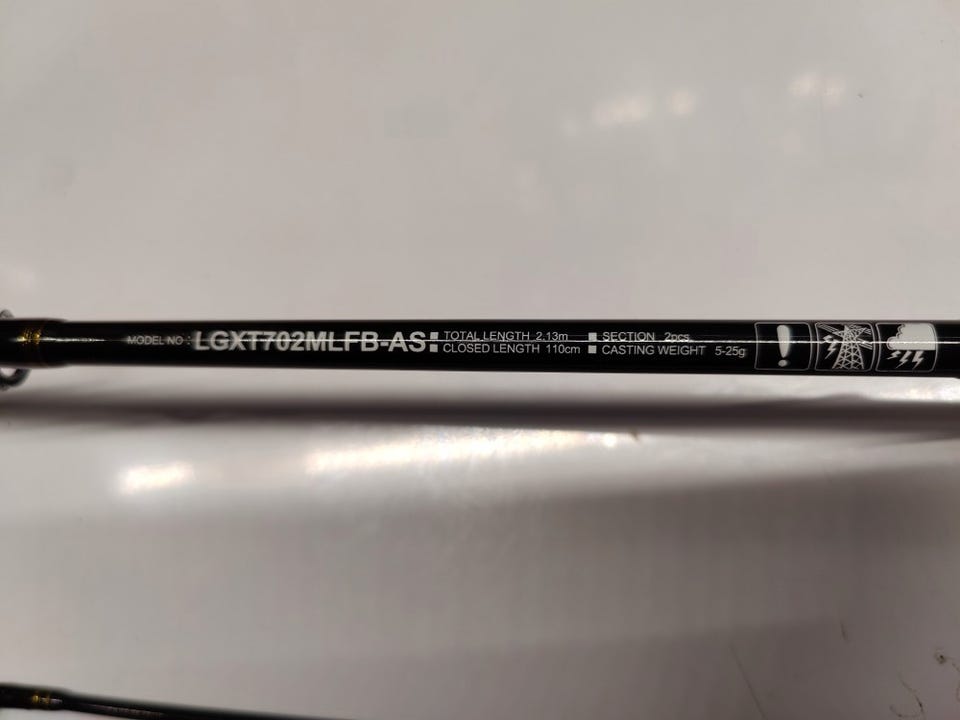 MODEL NO : LGXT702MLFB-AS
TOTAL LENGTH 2.13m ■ SECTION 2pcs
CLOSED LENGTH 110cm ■ CASTING WEIGHT 5-25g
!